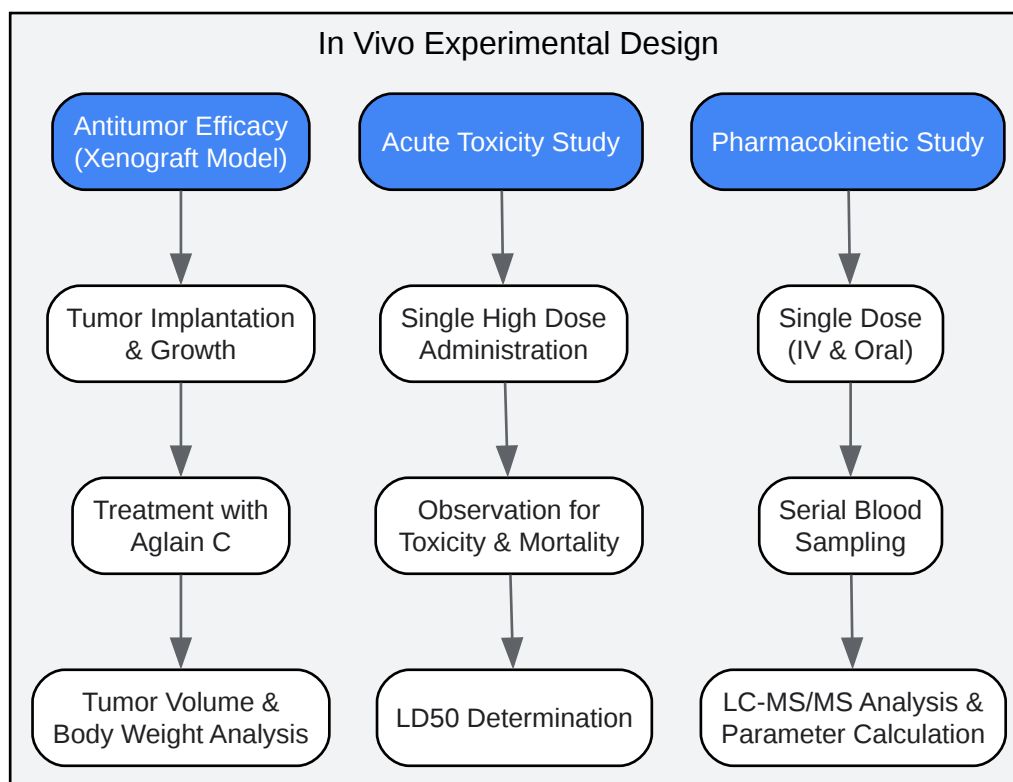 In Vivo Experimental Design
Antitumor Efficacy
(Xenograft Model)
Tumor Implantation
& Growth
Treatment with
Aglain C
Tumor Volume &
Body Weight Analysis
Acute Toxicity Study
Single High Dose
Administration
Observation for
Toxicity & Mortality
LD50 Determination
Pharmacokinetic Study
Single Dose
(IV & Oral)
Serial Blood
Sampling
LC-MS/MS Analysis &
Parameter Calculation